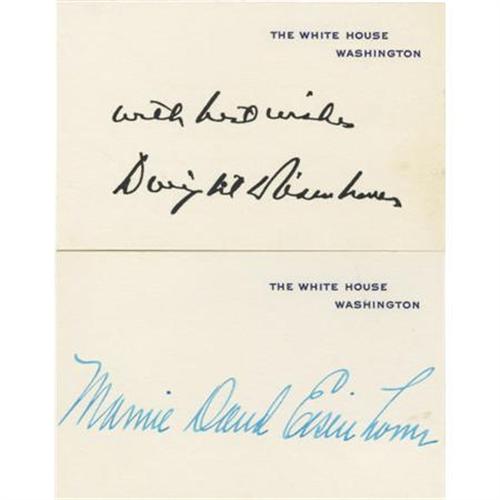 THE WHITE HOUSE
WASHINGTON
with best wishes
Dwight D Eisenhower
THE WHITE HOUSE
WASHINGTON
Mamie Doud Eisenhower